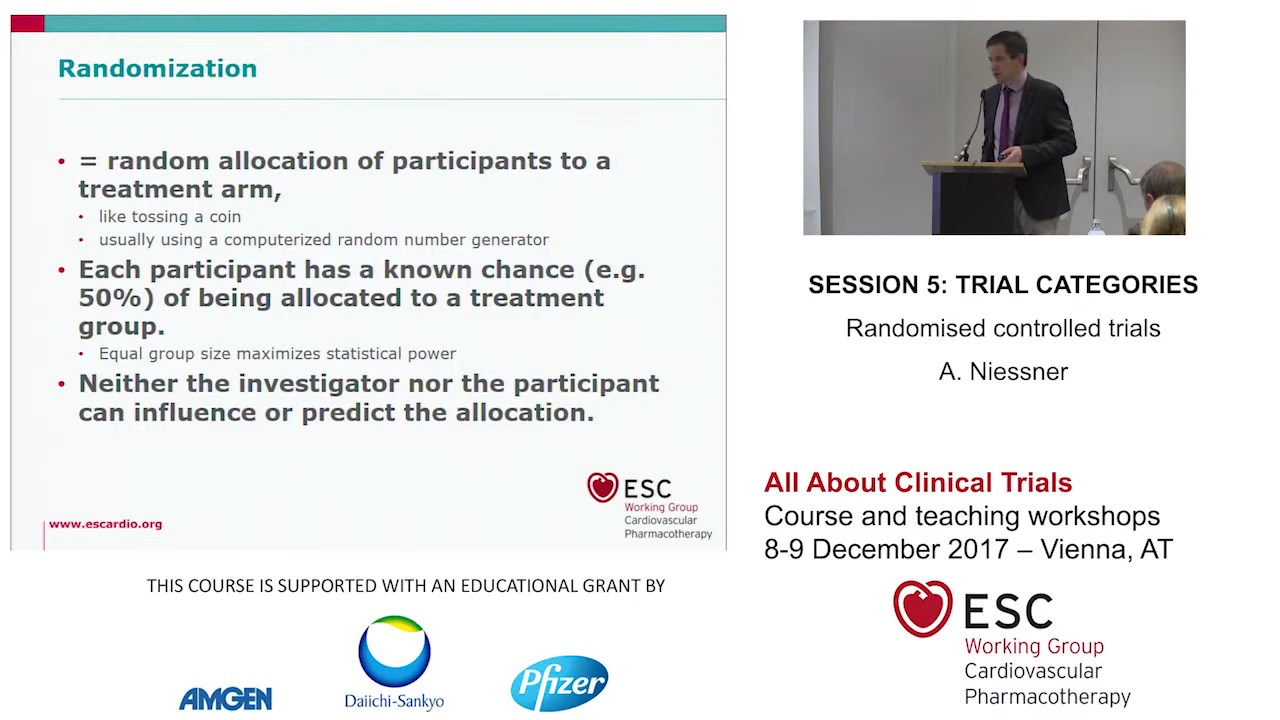 Randomization
• = random allocation of participants to a
treatment arm,
• like tossing a coin
• usually using a computerized random number generator
• Each participant has a known chance (e.g.
50%) of being allocated to a treatment
group.
• Equal group size maximizes statistical power
• Neither the investigator nor the participant
can influence or predict the allocation.
ESC
Working Group
Cardiovascular
Pharmacotherapy
www.escardio.org
SESSION 5: TRIAL CATEGORIES
Randomised controlled trials
A. Niessner
All About Clinical Trials
Course and teaching workshops
8-9 December 2017 – Vienna, AT
ESC
Working Group
Cardiovascular
Pharmacotherapy
THIS COURSE IS SUPPORTED WITH AN EDUCATIONAL GRANT BY
AMGEN
Daiichi-Sankyo
Pfizer